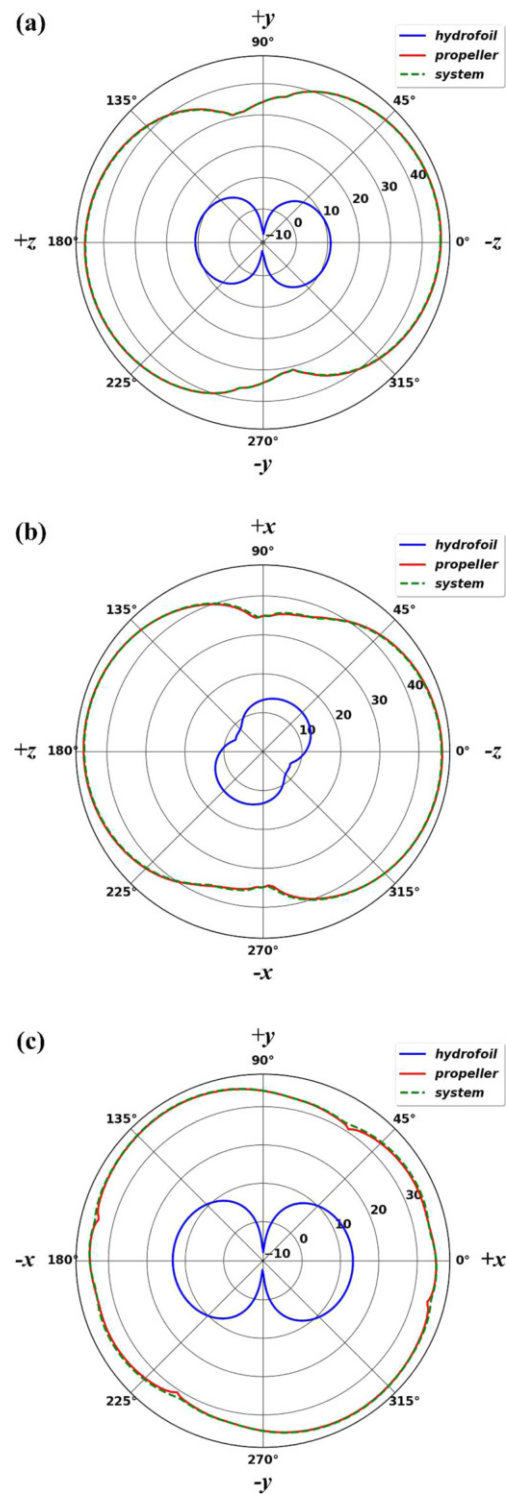 (a)
+y
90°
hydrofoil
propeller
system
135°
45°
40
30
20
10
0
−10
+z 180°
0° -z
225°
315°
270°
-y
(b)
+x
90°
hydrofoil
propeller
system
135°
45°
40
30
20
10
+z 180°
0° -z
225°
315°
270°
-x
(c)
+y
90°
hydrofoil
propeller
system
135°
45°
30
20
10
0
−10
-x 180°
0° +x
225°
315°
270°
-y